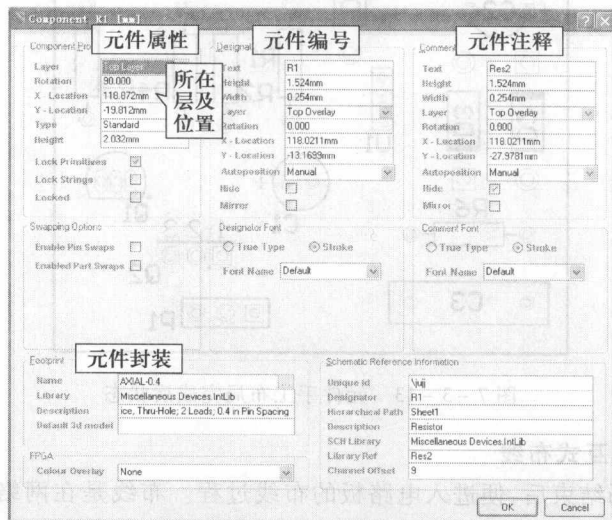 Component R1 [mm]
元件属性
元件编号
元件注释
Component Pro
Designat
Comment
Layer Top Layer
Rotation 90.000
X - Location 118.872mm
Y - Location -19.812mm
Type Standard
Height 2.032mm
Lock Primitives
Lock Strings
Locked
所在
层及
位置
Text R1
Height 1.524mm
Width 0.254mm
Layer Top Overlay
Rotation 0.000
X - Location 118.0211mm
Y - Location -13.1699mm
Autoposition Manual
Hide
Mirror
Text Res2
Height 1.524mm
Width 0.254mm
Layer Top Overlay
Rotation 0.000
X - Location 118.0211mm
Y - Location -27.9781mm
Autoposition Manual
Hide
Mirror
Swapping Options
Enable Pin Swaps
Enabled Part Swaps
Designator Font
True Type Stroke
Font Name Default
Comment Font
True Type Stroke
Font Name Default
Footprint
元件封装
Name AXIAL-0.4
Library Miscellaneous Devices.IntLib
Description ice, Thru-Hole; 2 Leads; 0.4 in Pin Spacing
Default 3d model
FPGA
Colour Overlay None
Schematic Reference Information
Unique Id
Designator R1
Hierarchical Path Sheet1
Description Resistor
SCH Library Miscellaneous Devices.IntLib
Library Ref Res2
Channel Offset 9
OK Cancel